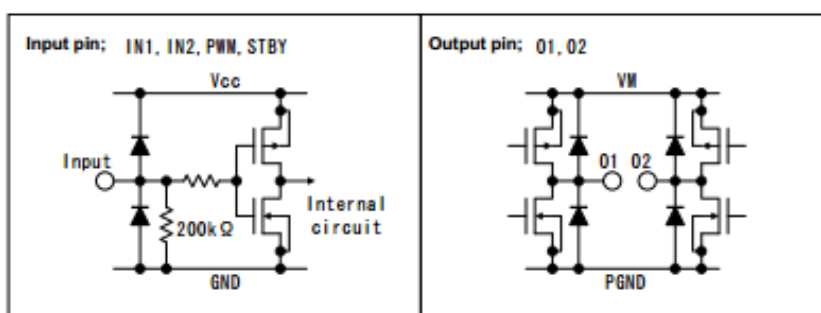 Input pin; IN1, IN2, PWM, STBY
Vcc
Input
200kΩ
Internal
circuit
GND
Output pin; O1, O2
VM
O1 O2
PGND